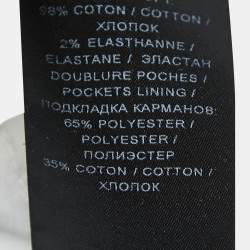 98% COTON / COTTON /
ХЛОПОК
2% ELASTHANNE /
ELASTANE / ЭЛАСТАН
DOUBLURE POCHES /
POCKETS LINING /
ПОДКЛАДКА КАРМАНОВ:
65% POLYESTER /
POLYESTER /
ПОЛИЭСТЕР
35% COTON / COTTON /
ХЛОПОК